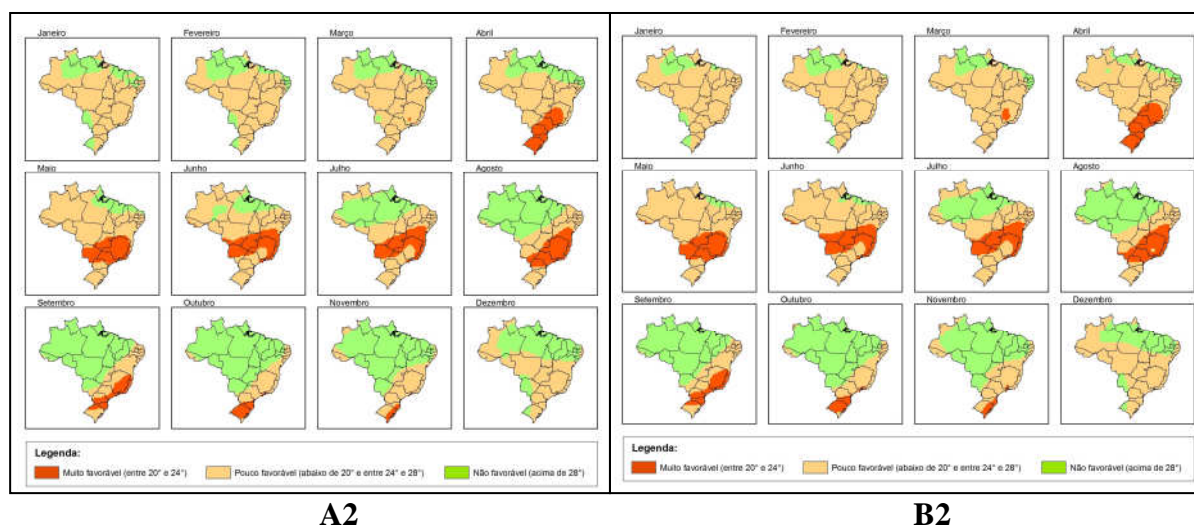 Janeiro Fevereiro Março Abril
Maio Junho Julho Agosto
Setembro Outubro Novembro Dezembro
Legenda:
Muito favorável (entre 20° e 24°) Pouco favorável (abaixo de 20° e entre 24° e 28°) Não favorável (acima de 28°)
A2
Janeiro Fevereiro Março Abril
Maio Junho Julho Agosto
Setembro Outubro Novembro Dezembro
Legenda:
Muito favorável (entre 20° e 24°) Pouco favorável (abaixo de 20° e entre 24° e 28°) Não favorável (acima de 28°)
B2